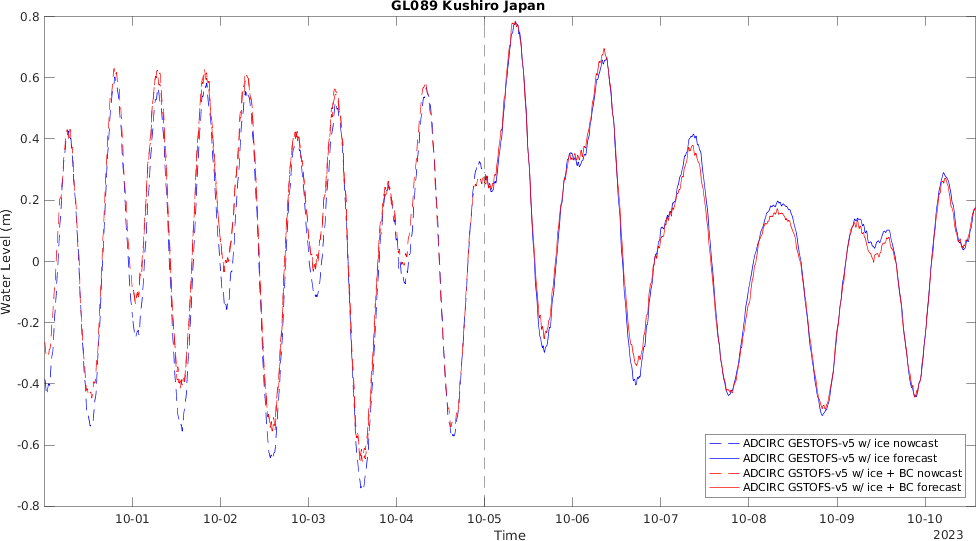 GL089 Kushiro Japan
0.8
0.6
0.4
0.2
0
-0.2
-0.4
-0.6
-0.8
Water Level (m)
10-01 10-02 10-03 10-04 10-05 10-06 10-07 10-08 10-09 10-10
Time
2023
ADCIRC GESTOFS-v5 w/ ice nowcast
ADCIRC GESTOFS-v5 w/ ice forecast
ADCIRC GSTOFS-v5 w/ ice + BC nowcast
ADCIRC GSTOFS-v5 w/ ice + BC forecast